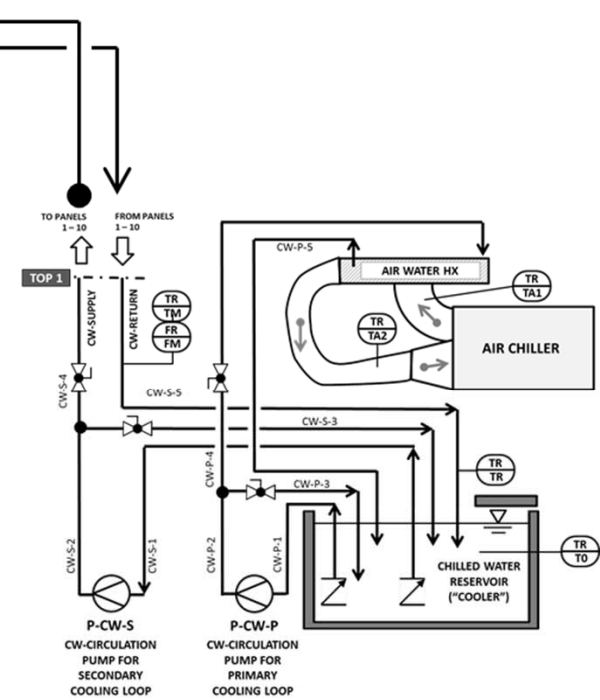 TO PANELS
1 – 10
FROM PANELS
1 – 10
TOP 1
CW-SUPPLY
CW-RETURN
TR
TM
FR
FM
CW-P-5
AIR WATER HX
TR
TA1
TR
TA2
AIR CHILLER
CW-S-4
CW-S-5
CW-S-3
CW-P-4
CW-P-3
TR
TR
CW-S-2
CW-S-1
CW-P-2
CW-P-1
TR
T0
CHILLED WATER
RESERVOIR
("COOLER")
P-CW-S
CW-CIRCULATION
PUMP FOR
SECONDARY
COOLING LOOP
P-CW-P
CW-CIRCULATION
PUMP FOR
PRIMARY
COOLING LOOP